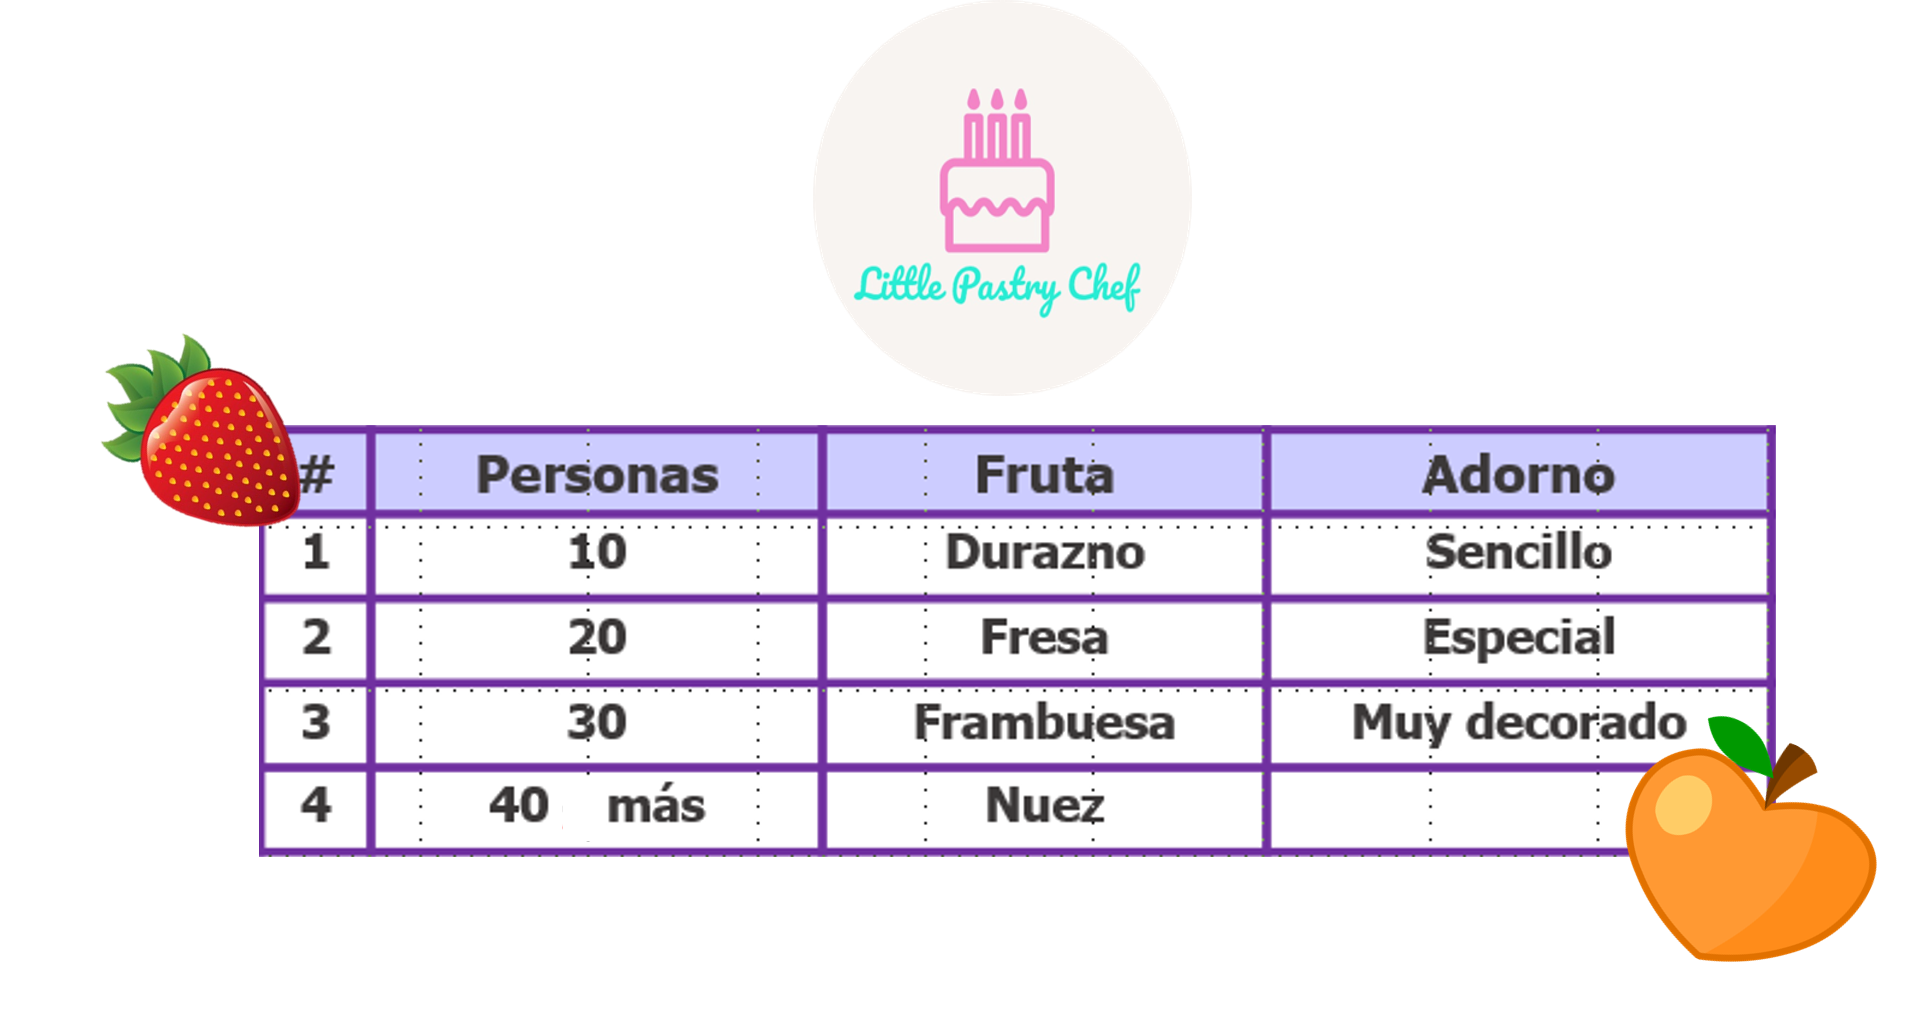 Little Pastry Chef
# Personas Fruta Adorno
1 10 Durazno Sencillo
2 20 Fresa Especial
3 30 Frambuesa Muy decorado
4 40 más Nuez